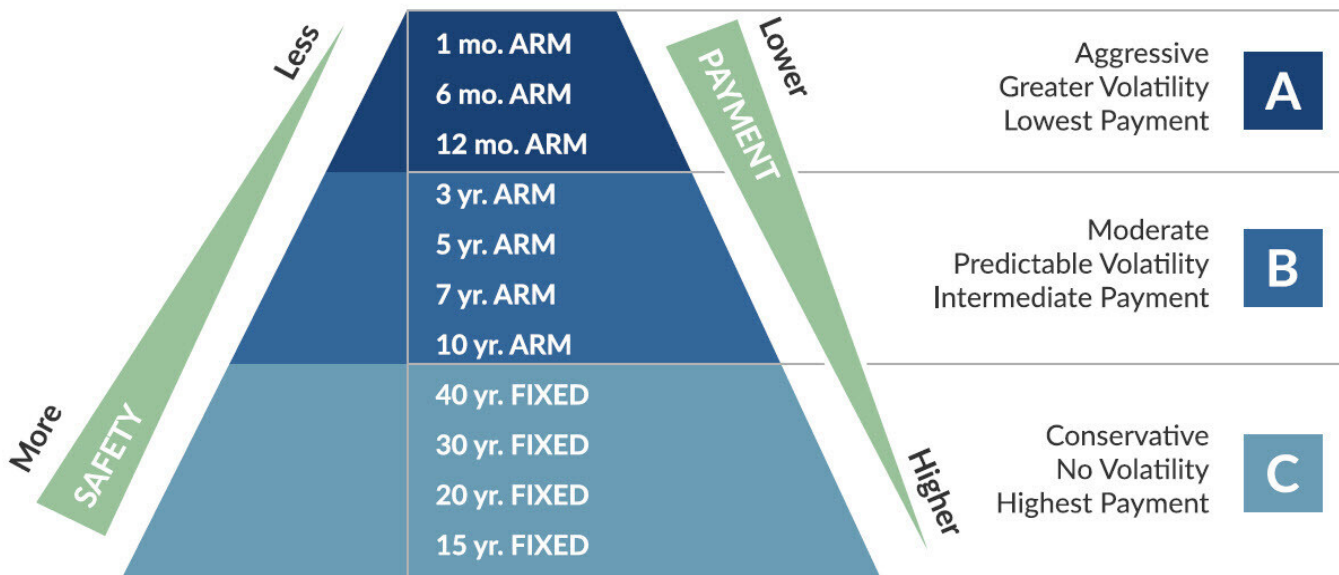 Less
More
SAFETY
1 mo. ARM
6 mo. ARM
12 mo. ARM
3 yr. ARM
5 yr. ARM
7 yr. ARM
10 yr. ARM
40 yr. FIXED
30 yr. FIXED
20 yr. FIXED
15 yr. FIXED
PAYMENT
Lower
Higher
Aggressive
Greater Volatility
Lowest Payment
A
Moderate
Predictable Volatility
Intermediate Payment
B
Conservative
No Volatility
Highest Payment
C